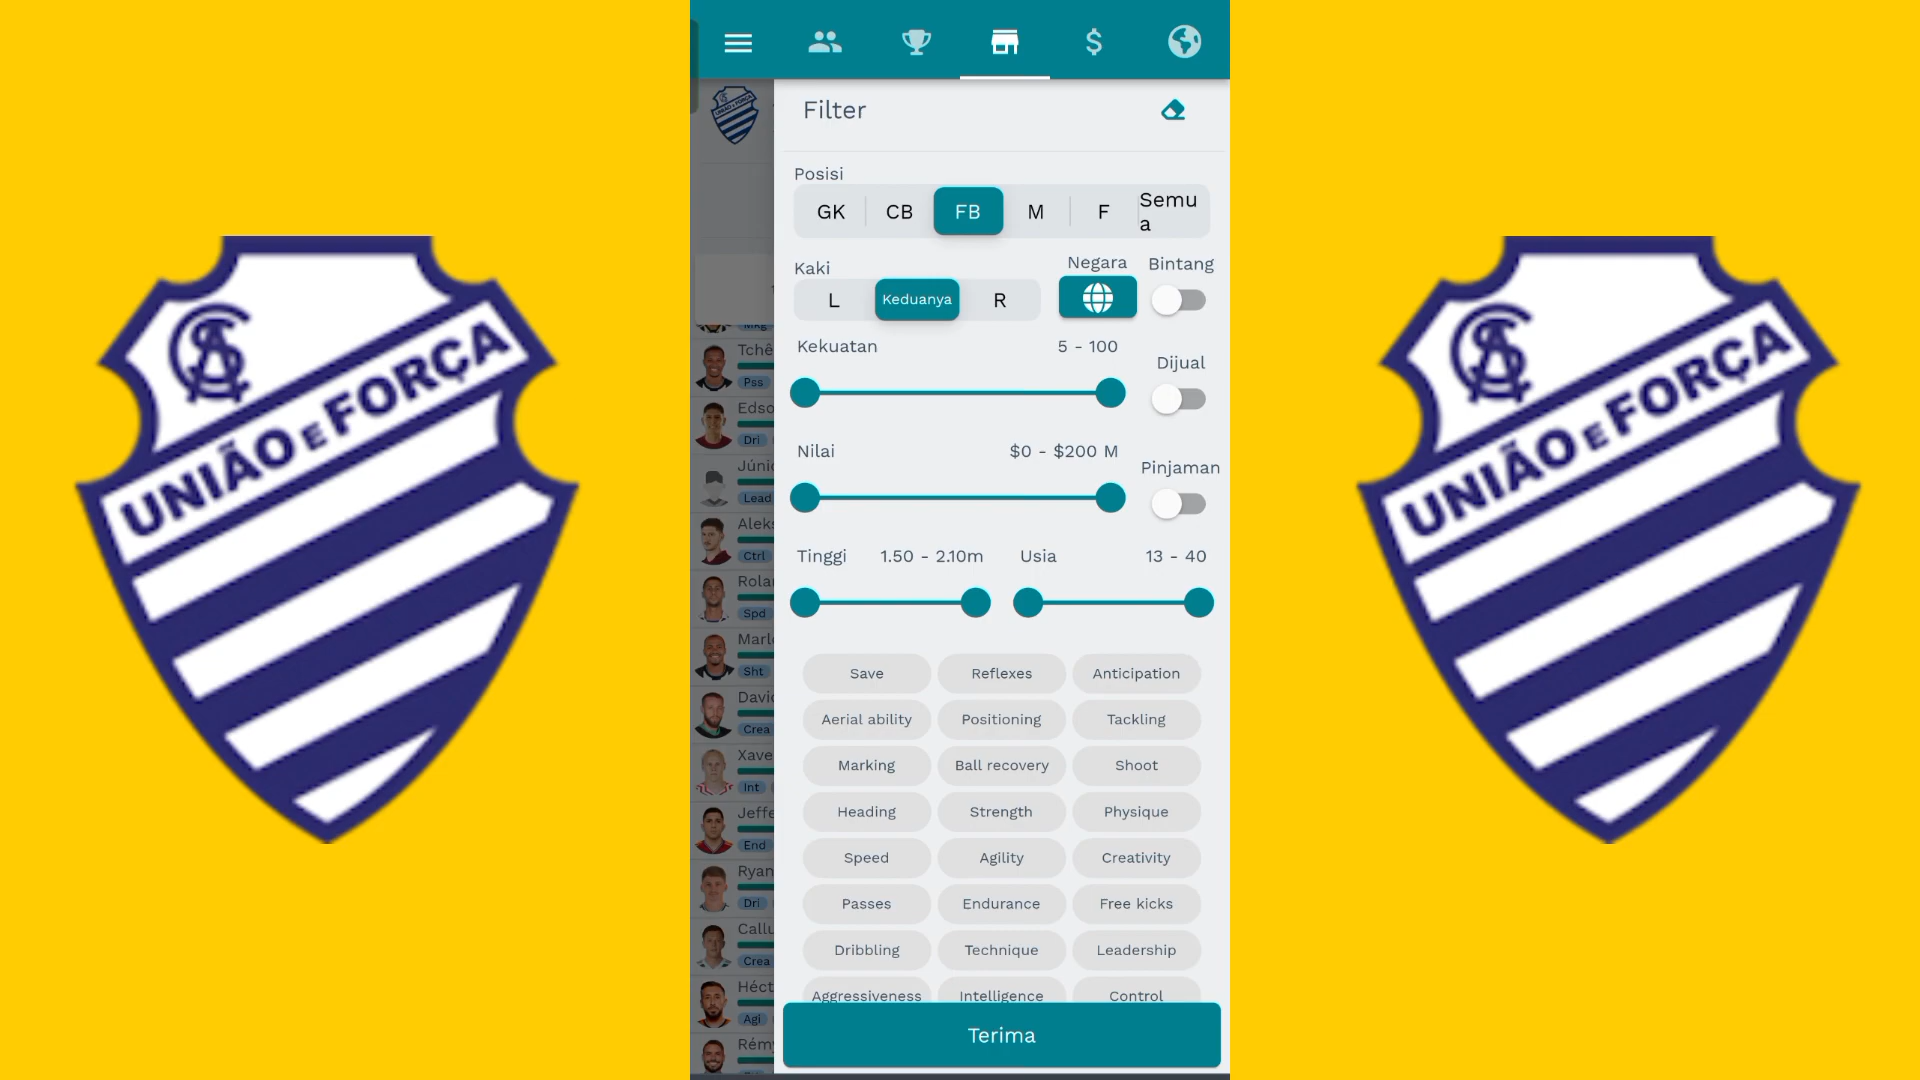 UNIÃO E FORÇA
UNIÃO E FORÇA
Filter
Posisi
GK CB FB M F Semu
a
Kaki Negara Bintang
L Keduanya R
Kekuatan 5 - 100
Dijual
Nilai $0 - $200 M
Pinjaman
Tinggi 1.50 - 2.10m Usia 13 - 40
Save Reflexes Anticipation
Aerial ability Positioning Tackling
Marking Ball recovery Shoot
Heading Strength Physique
Speed Agility Creativity
Passes Endurance Free kicks
Dribbling Technique Leadership
Aggressiveness Intelligence Control
Terima
Mkg
Tchê
Pss
Edso
Dri
Júnio
Lead
Aleks
Ctrl
Rola
Spd
Marl
Sht
Davi
Crea
Xave
Int
Jeffe
End
Ryan
Dri
Callu
Crea
Héct
Agi
Rémy